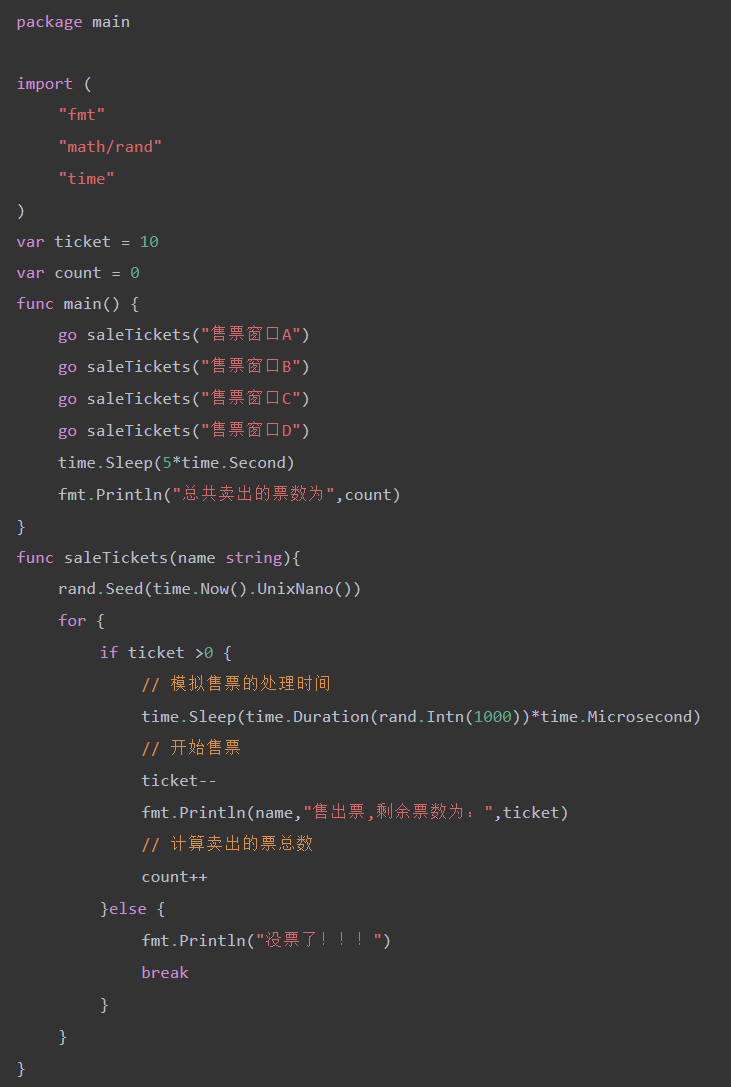 package main
import (
"fmt"
"math/rand"
"time"
)
var ticket = 10
var count = 0
func main() {
go saleTickets("售票窗口A")
go saleTickets("售票窗口B")
go saleTickets("售票窗口C")
go saleTickets("售票窗口D")
time.Sleep(5*time.Second)
fmt.Println("总共卖出的票数为",count)
}
func saleTickets(name string){
rand.Seed(time.Now().UnixNano())
for {
if ticket >0 {
// 模拟售票的处理时间
time.Sleep(time.Duration(rand.Intn(1000))*time.Microsecond)
// 开始售票
ticket--
fmt.Println(name,"售出票,剩余票数为：",ticket)
// 计算卖出的票总数
count++
}else {
fmt.Println("没票了！！！")
break
}
}
}